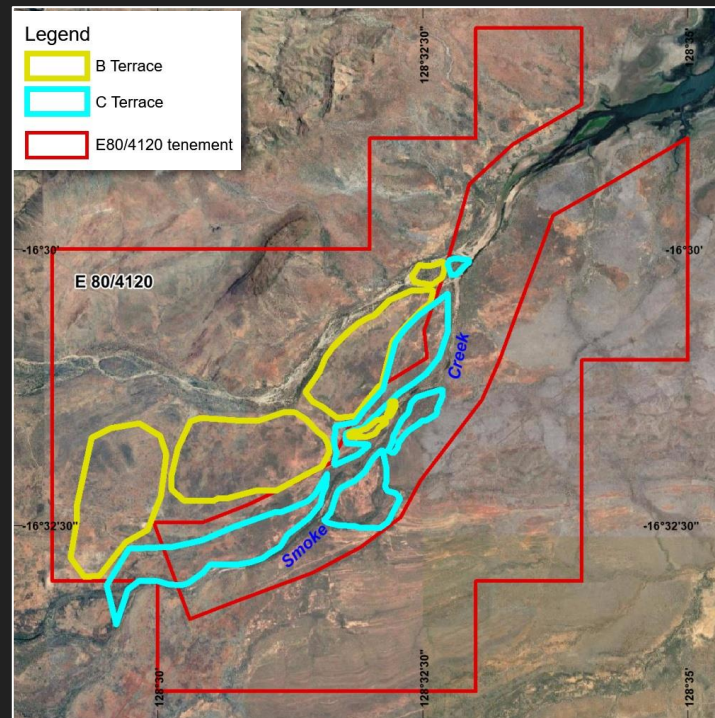 Legend
B Terrace
C Terrace
E80/4120 tenement
128°32'30"
128°35'
-16°30'
-16°30'
E 80/4120
Creek
Smoke
-16°32'30"
-16°32'30"
128°30'
128°32'30"
128°35'